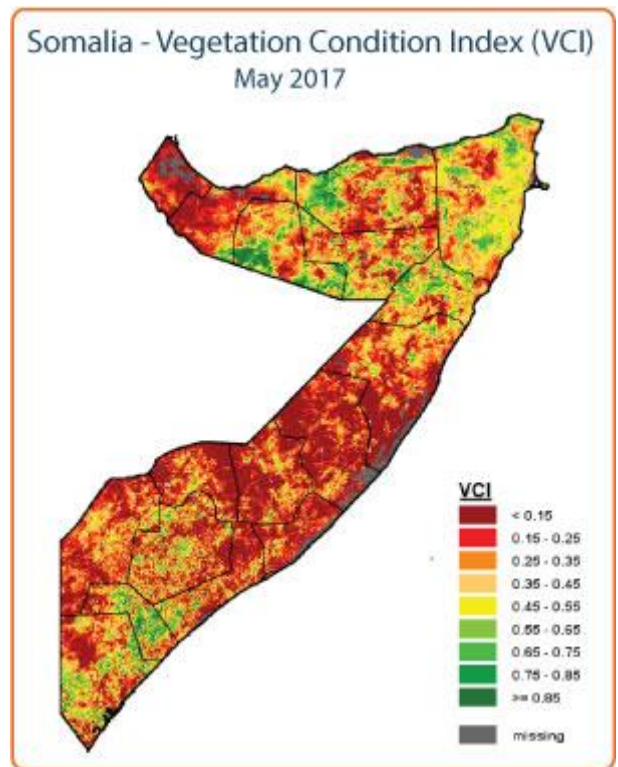 Somalia - Vegetation Condition Index (VCI)
May 2017
VCI
< 0.15
0.15 - 0.25
0.25 - 0.35
0.35 - 0.45
0.45 - 0.55
0.55 - 0.65
0.65 - 0.75
0.75 - 0.85
>= 0.85
missing